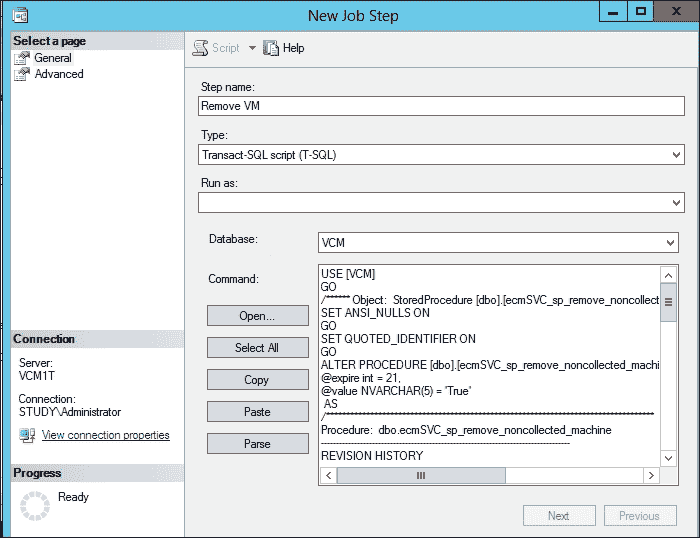 New Job Step
Select a page
General
Advanced
Script
Help
Step name:
Remove VM
Type:
Transact-SQL script (T-SQL)
Run as:
Database:
VCM
Command:
Open...
Select All
Copy
Paste
Parse
USE [VCM]
GO
/****** Object:  StoredProcedure [dbo].[ecmSVC_sp_remove_noncollect
SET ANSI_NULLS ON
GO
SET QUOTED_IDENTIFIER ON
GO
ALTER PROCEDURE [dbo].[ecmSVC_sp_remove_noncollected_machi
@expire int = 21,
@value NVARCHAR(5) = 'True'
AS
Procedure:  dbo.ecmSVC_sp_remove_noncollected_machine
REVISION HISTORY
Connection
Server:
VCM1T
Connection:
STUDY\Administrator
View connection properties
Progress
Ready
Next
Previous